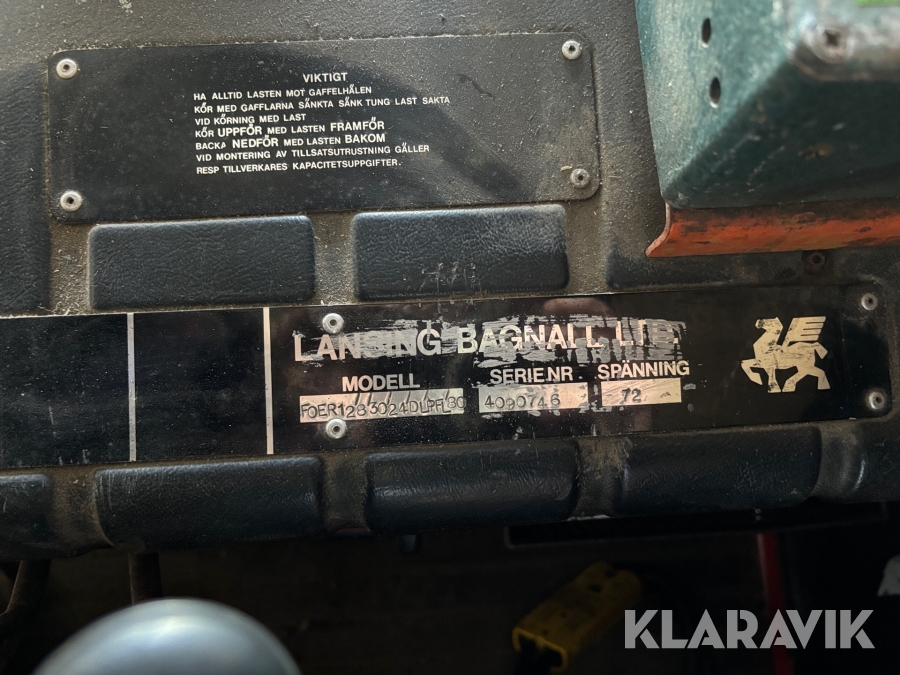 VIKTIGT
HA ALLTID LASTEN MOT GAFFELHÄLEN
KÖR MED GAFFLARNA SÄNKTA SÄNK TUNG LAST SAKTA
VID KÖRNING MED LAST
KÖR UPPFÖR MED LASTEN FRAMFÖR
BACKA NEDFÖR MED LASTEN BAKOM
VID MONTERING AV TILLSATSUTRUSTNING GÄLLER
RESP TILLVERKARES KAPACITETSUPPGIFTER.
LANSING BAGNALL LTD.
MODELL SERIE NR SPÄNNING
FOER1283024DLPFL80 4090746 72
KLARAVIK